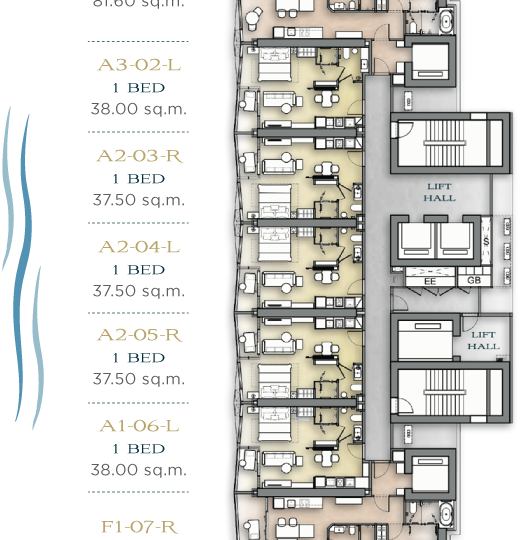 81.60 sq.m.
A3-02-L
1 BED
38.00 sq.m.
A2-03-R
1 BED
37.50 sq.m.
A2-04-L
1 BED
37.50 sq.m.
A2-05-R
1 BED
37.50 sq.m.
A1-06-L
1 BED
38.00 sq.m.
F1-07-R
LIFT
HALL
S
EE
GB
LIFT
HALL